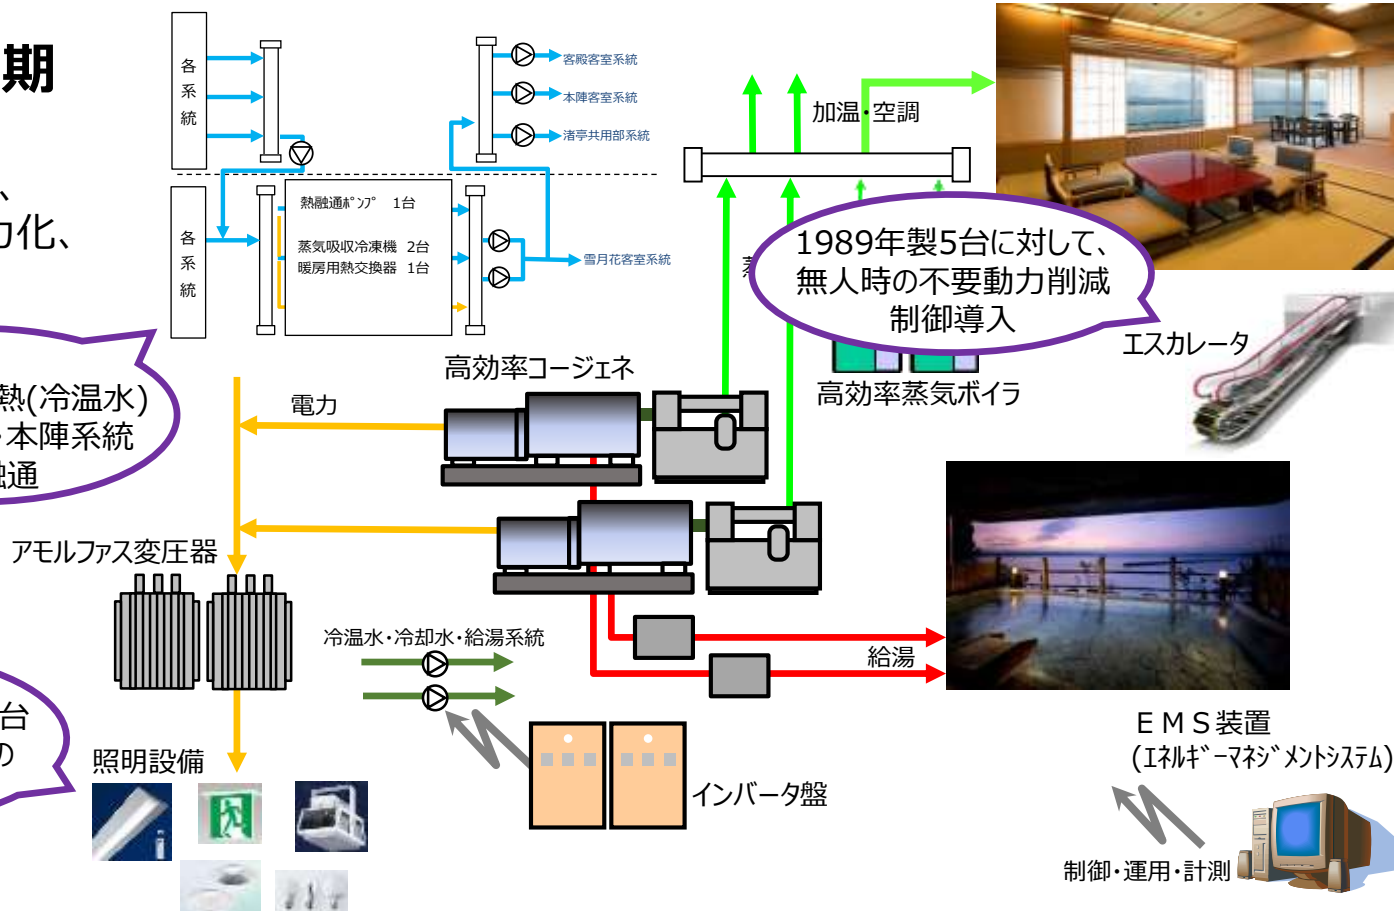 期
各
系
統
客殿客室系統
本陣客室系統
渚亭共用部系統
加温・空調
、
力化、
各
系
統
熱融通ﾎﾟﾝﾌﾟ 1台
蒸気吸収冷凍機 2台
暖房用熱交換器 1台
雪月花客室系統
1989年製5台に対して、
無人時の不要動力削減
制御導入
エスカレータ
高効率コージェネ
高効率蒸気ボイラ
熱(冷温水)
・本陣系統
融通
電力
アモルファス変圧器
冷温水・冷却水・給湯系統
給湯
台
の
照明設備
インバータ盤
ＥＭＳ装置
(ｴﾈﾙｷﾞｰﾏﾈｼﾞﾒﾝﾄｼｽﾃﾑ)
制御・運用・計測